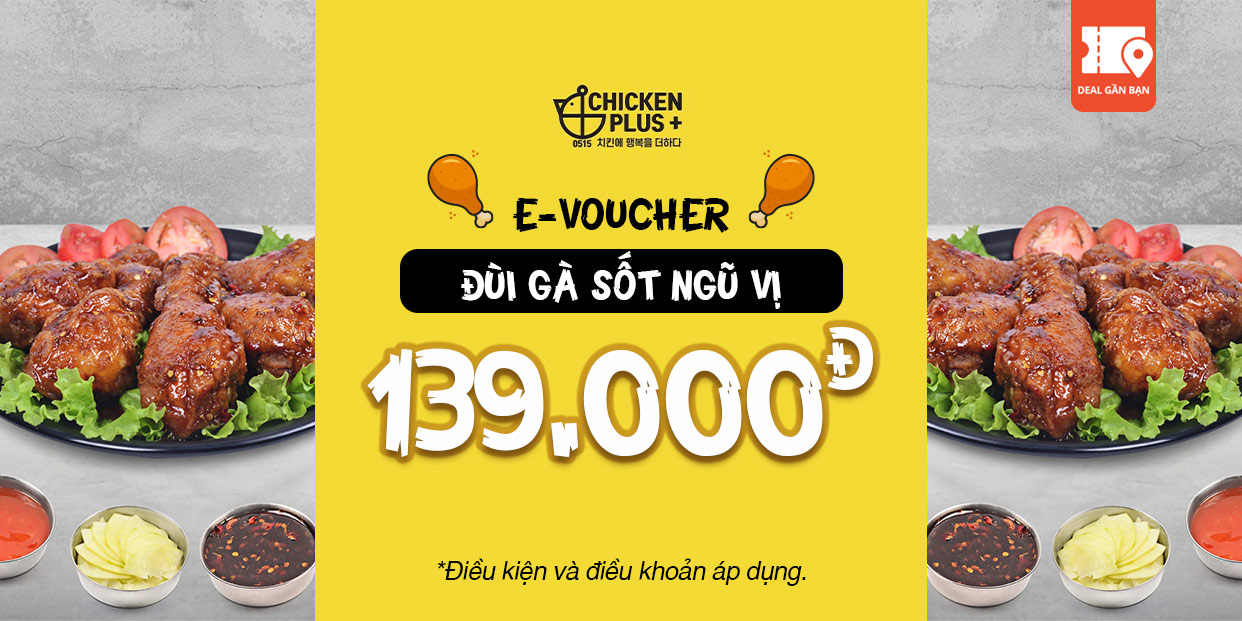 DEAL GẦN BẠN
CHICKEN
PLUS +
0515 치킨에 행복을 더하다
E-VOUCHER
ĐÙI GÀ SỐT NGŨ VỊ
139.000Đ
*Điều kiện và điều khoản áp dụng.